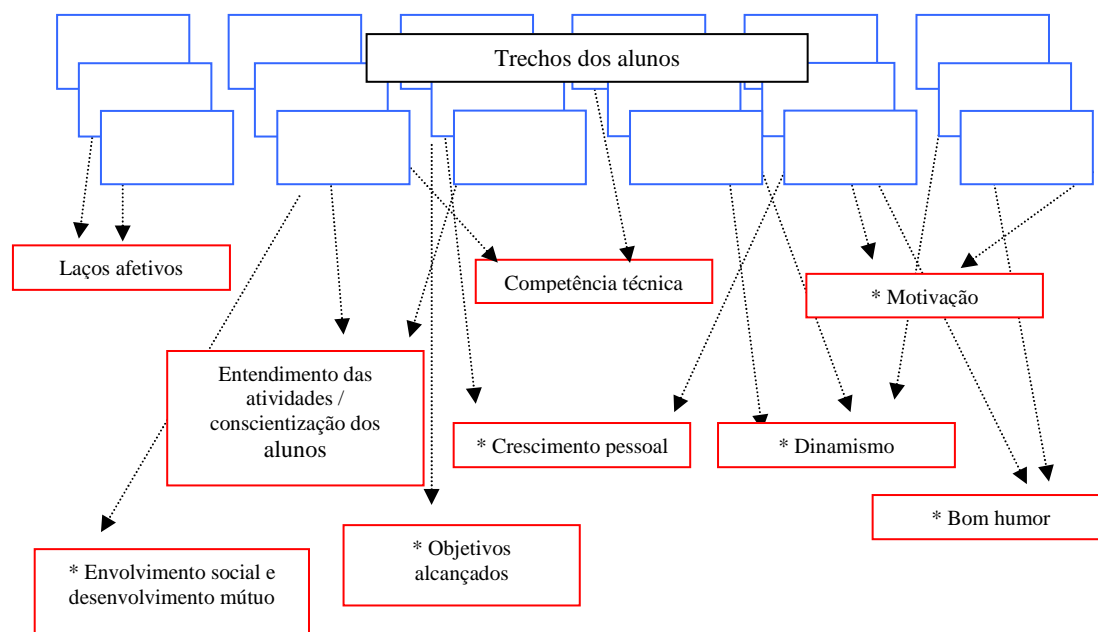 Trechos dos alunos
Laços afetivos
Competência técnica
* Motivação
Entendimento das
atividades /
conscientização dos
alunos
* Crescimento pessoal
* Dinamismo
* Bom humor
* Objetivos
alcançados
* Envolvimento social e
desenvolvimento mútuo